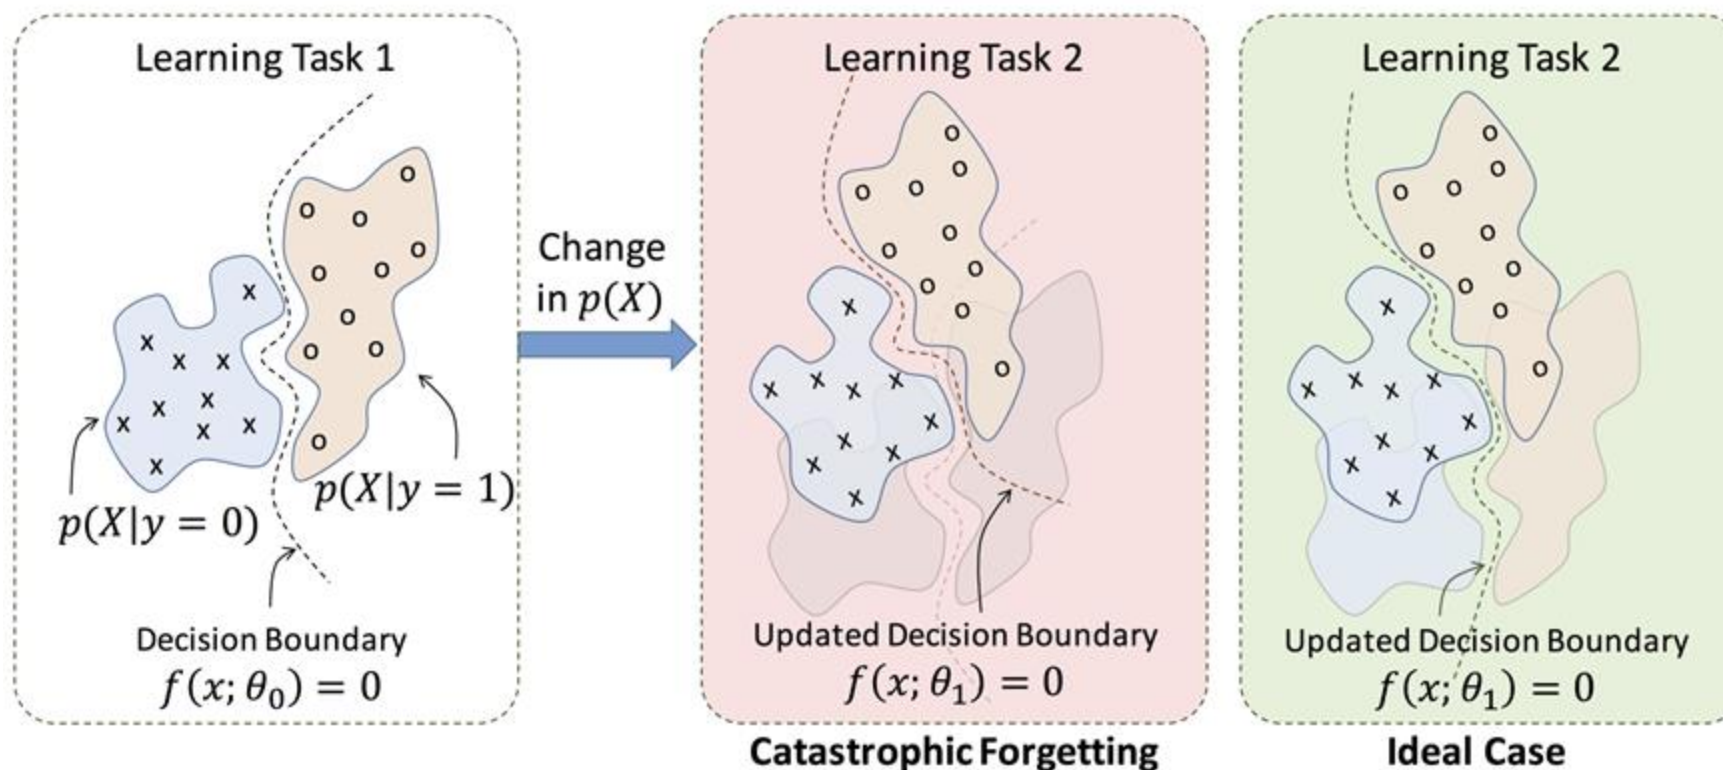 Learning Task 1
p(X|y = 0)
p(X|y = 1)
Decision Boundary
f(x; θ₀) = 0
Change
in p(X)
Learning Task 2
Updated Decision Boundary
f(x; θ₁) = 0
Catastrophic Forgetting
Learning Task 2
Updated Decision Boundary
f(x; θ₁) = 0
Ideal Case